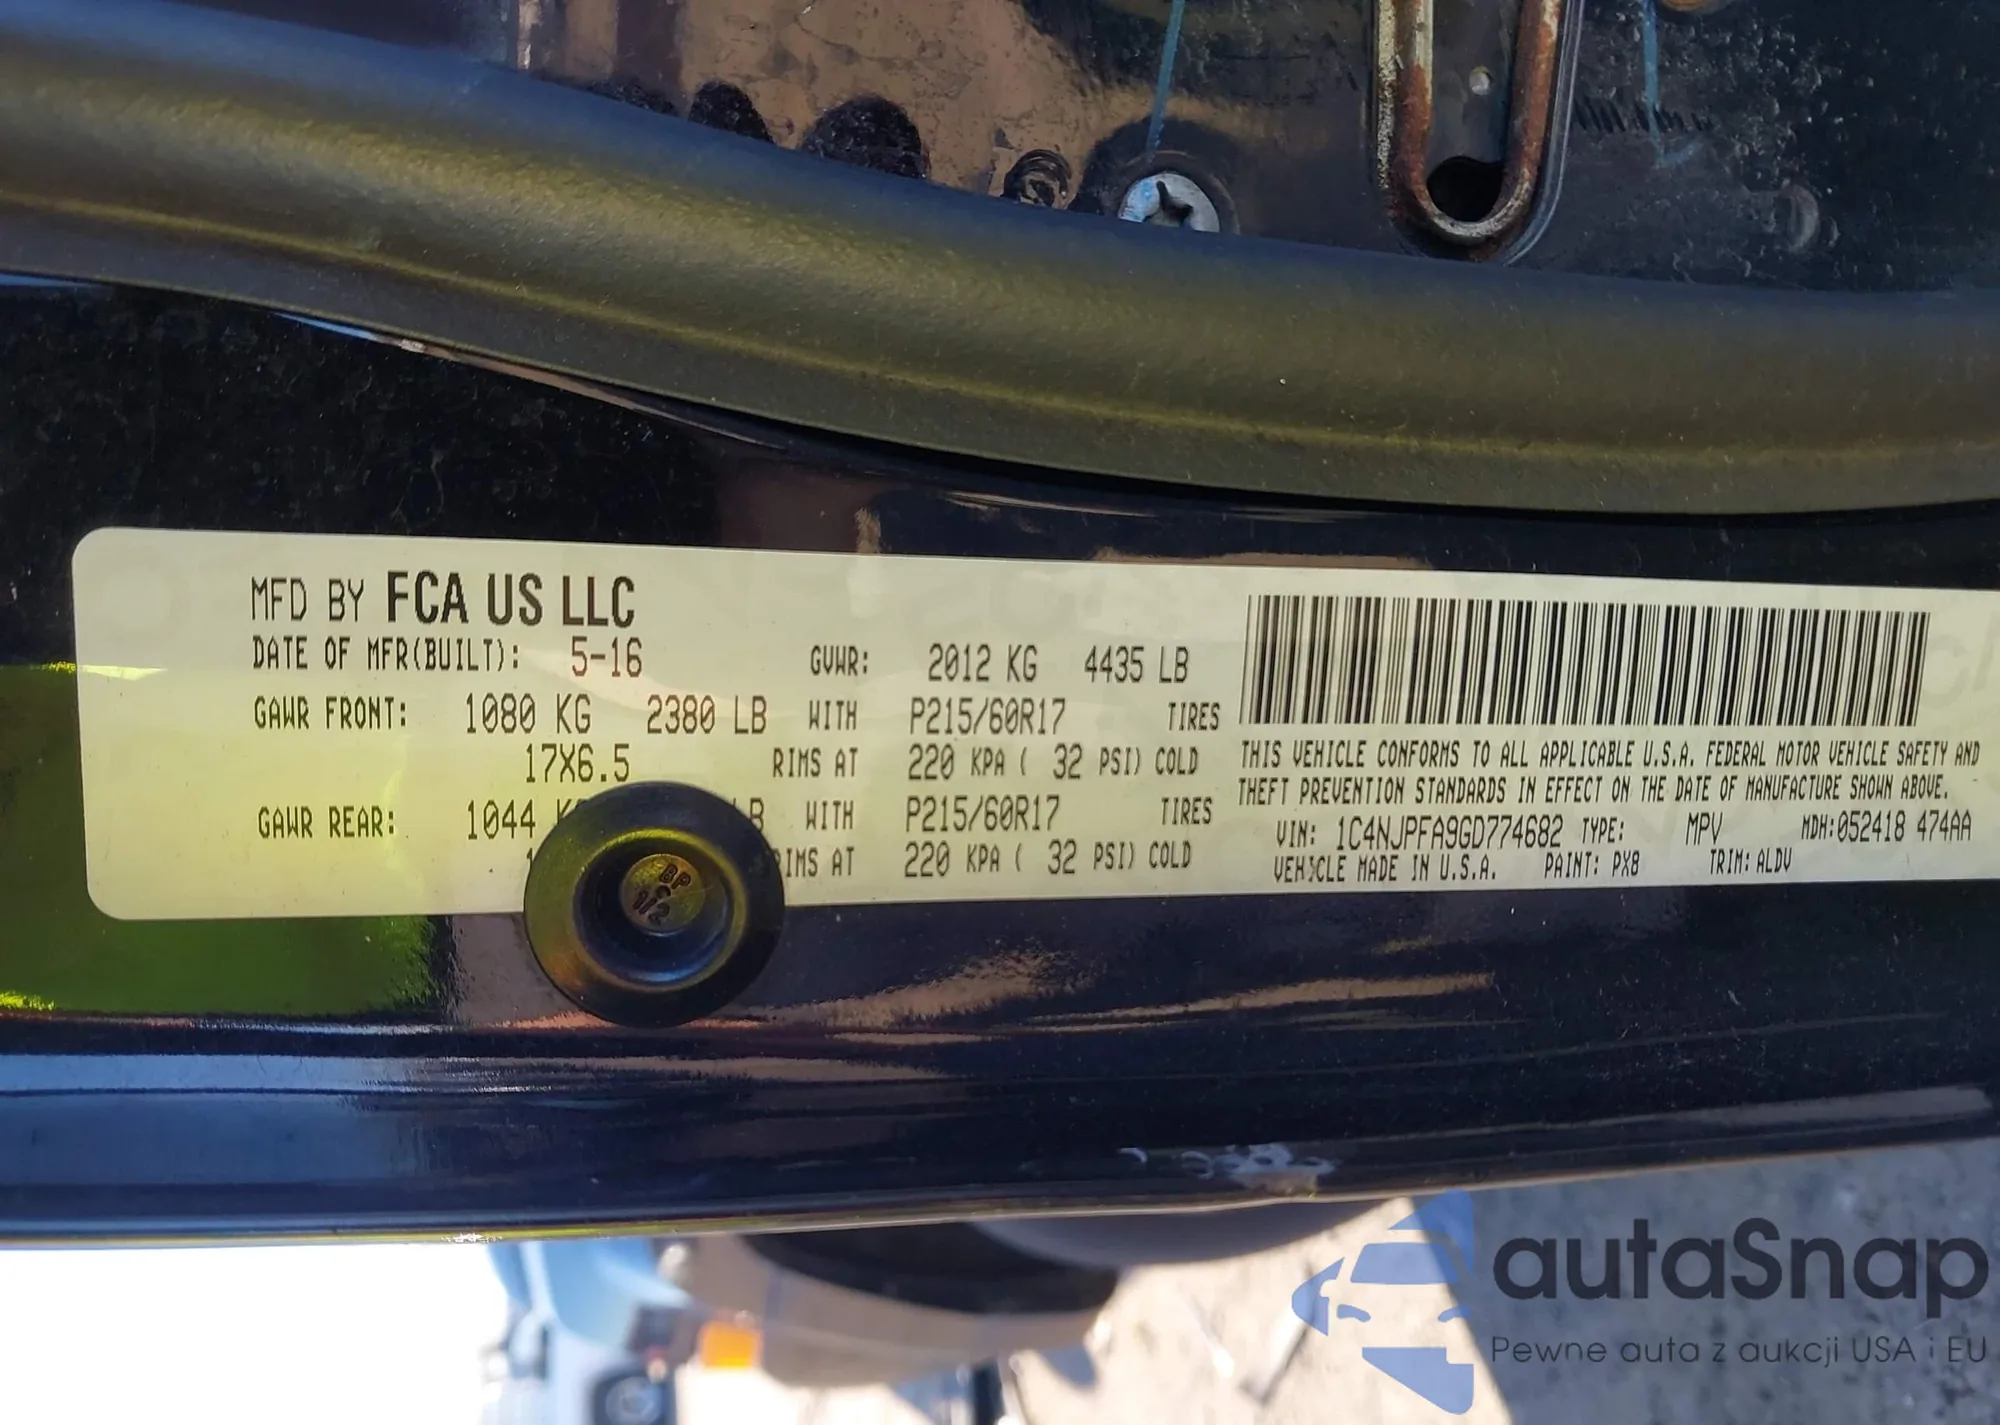 MFD BY FCA US LLC
DATE OF MFR(BUILT): 5-16 GVWR: 2012 KG 4435 LB
GAWR FRONT: 1080 KG 2380 LB WITH P215/60R17 TIRES
17X6.5 RIMS AT 220 KPA ( 32 PSI) COLD
GAWR REAR: 1044 LB WITH P215/60R17 TIRES
RIMS AT 220 KPA ( 32 PSI) COLD
THIS VEHICLE CONFORMS TO ALL APPLICABLE U.S.A. FEDERAL MOTOR VEHICLE SAFETY AND
THEFT PREVENTION STANDARDS IN EFFECT ON THE DATE OF MANUFACTURE SHOWN ABOVE.
VIN: 1C4NJPFA9GD774682 TYPE: MPV MDH:052418 474AA
VEHICLE MADE IN U.S.A. PAINT: PX8 TRIM: ALDV
BP
1/2
autaSnap
Pewne auta z aukcji USA i EU